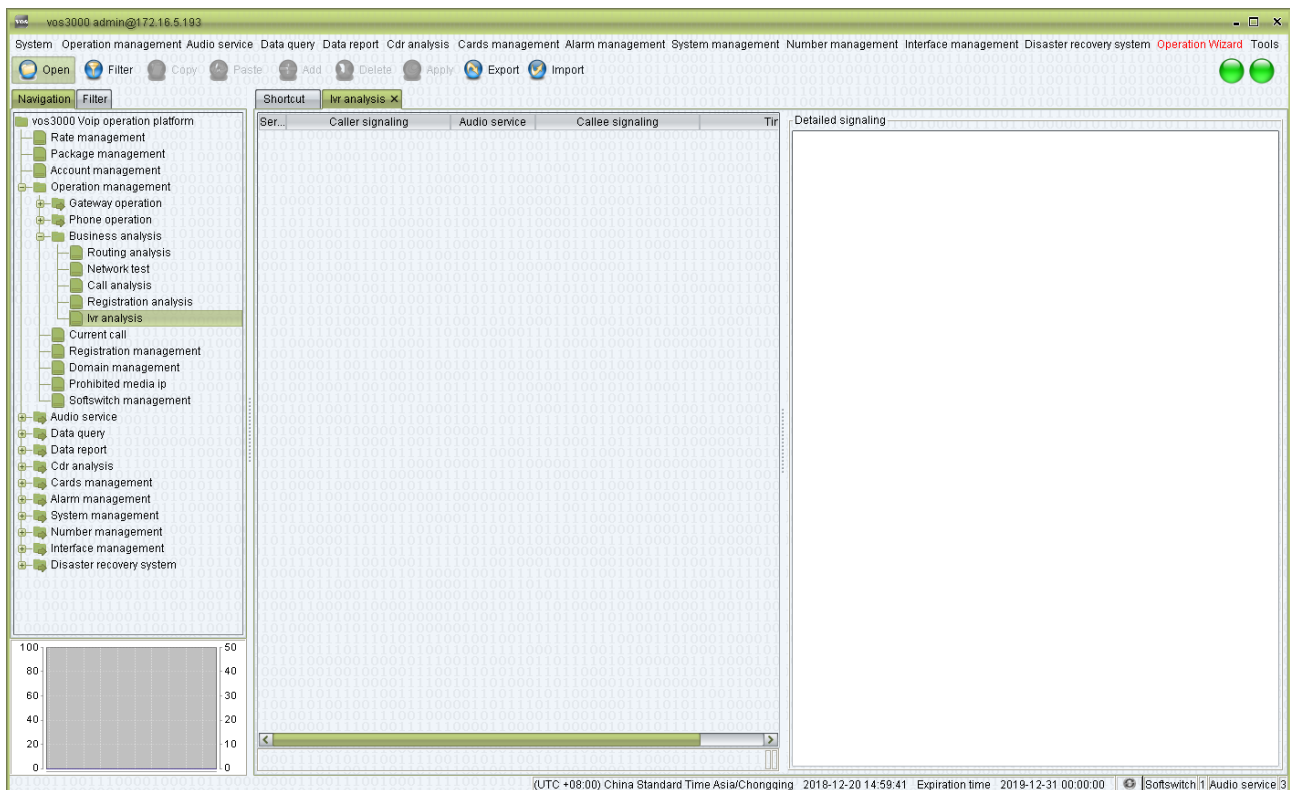 vos3000 admin@172.16.5.193
System Operation management Audio service Data query Data report Cdr analysis Cards management Alarm management System management Number management Interface management Disaster recovery system Operation Wizard Tools
Open Filter Copy Paste Add Delete Apply Export Import
Navigation Filter Shortcut Ivr analysis
vos3000 Voip operation platform
Rate management
Package management
Account management
Operation management
Gateway operation
Phone operation
Business analysis
Routing analysis
Network test
Call analysis
Registration analysis
Ivr analysis
Current call
Registration management
Domain management
Prohibited media ip
Softswitch management
Audio service
Data query
Data report
Cdr analysis
Cards management
Alarm management
System management
Number management
Interface management
Disaster recovery system
Ser... Caller signaling Audio service Callee signaling Tir
Detailed signaling
100 50
80 40
60 30
40 20
20 10
0 0
(UTC +08:00) China Standard Time Asia/Chongqing 2018-12-20 14:59:41 Expiration time 2019-12-31 00:00:00 Softswitch 1 Audio service 3